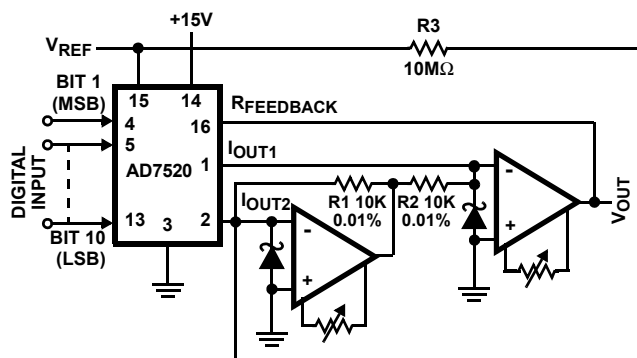 +15V
VREF
R3
10MΩ
BIT 1
(MSB)
15
14
RFEEDBACK
4
16
5
IOUT1
1
DIGITAL
INPUT
AD7520
R1 10K
0.01%
R2 10K
0.01%
-
+
VOUT
IOUT2
13
3
2
BIT 10
(LSB)
-
+